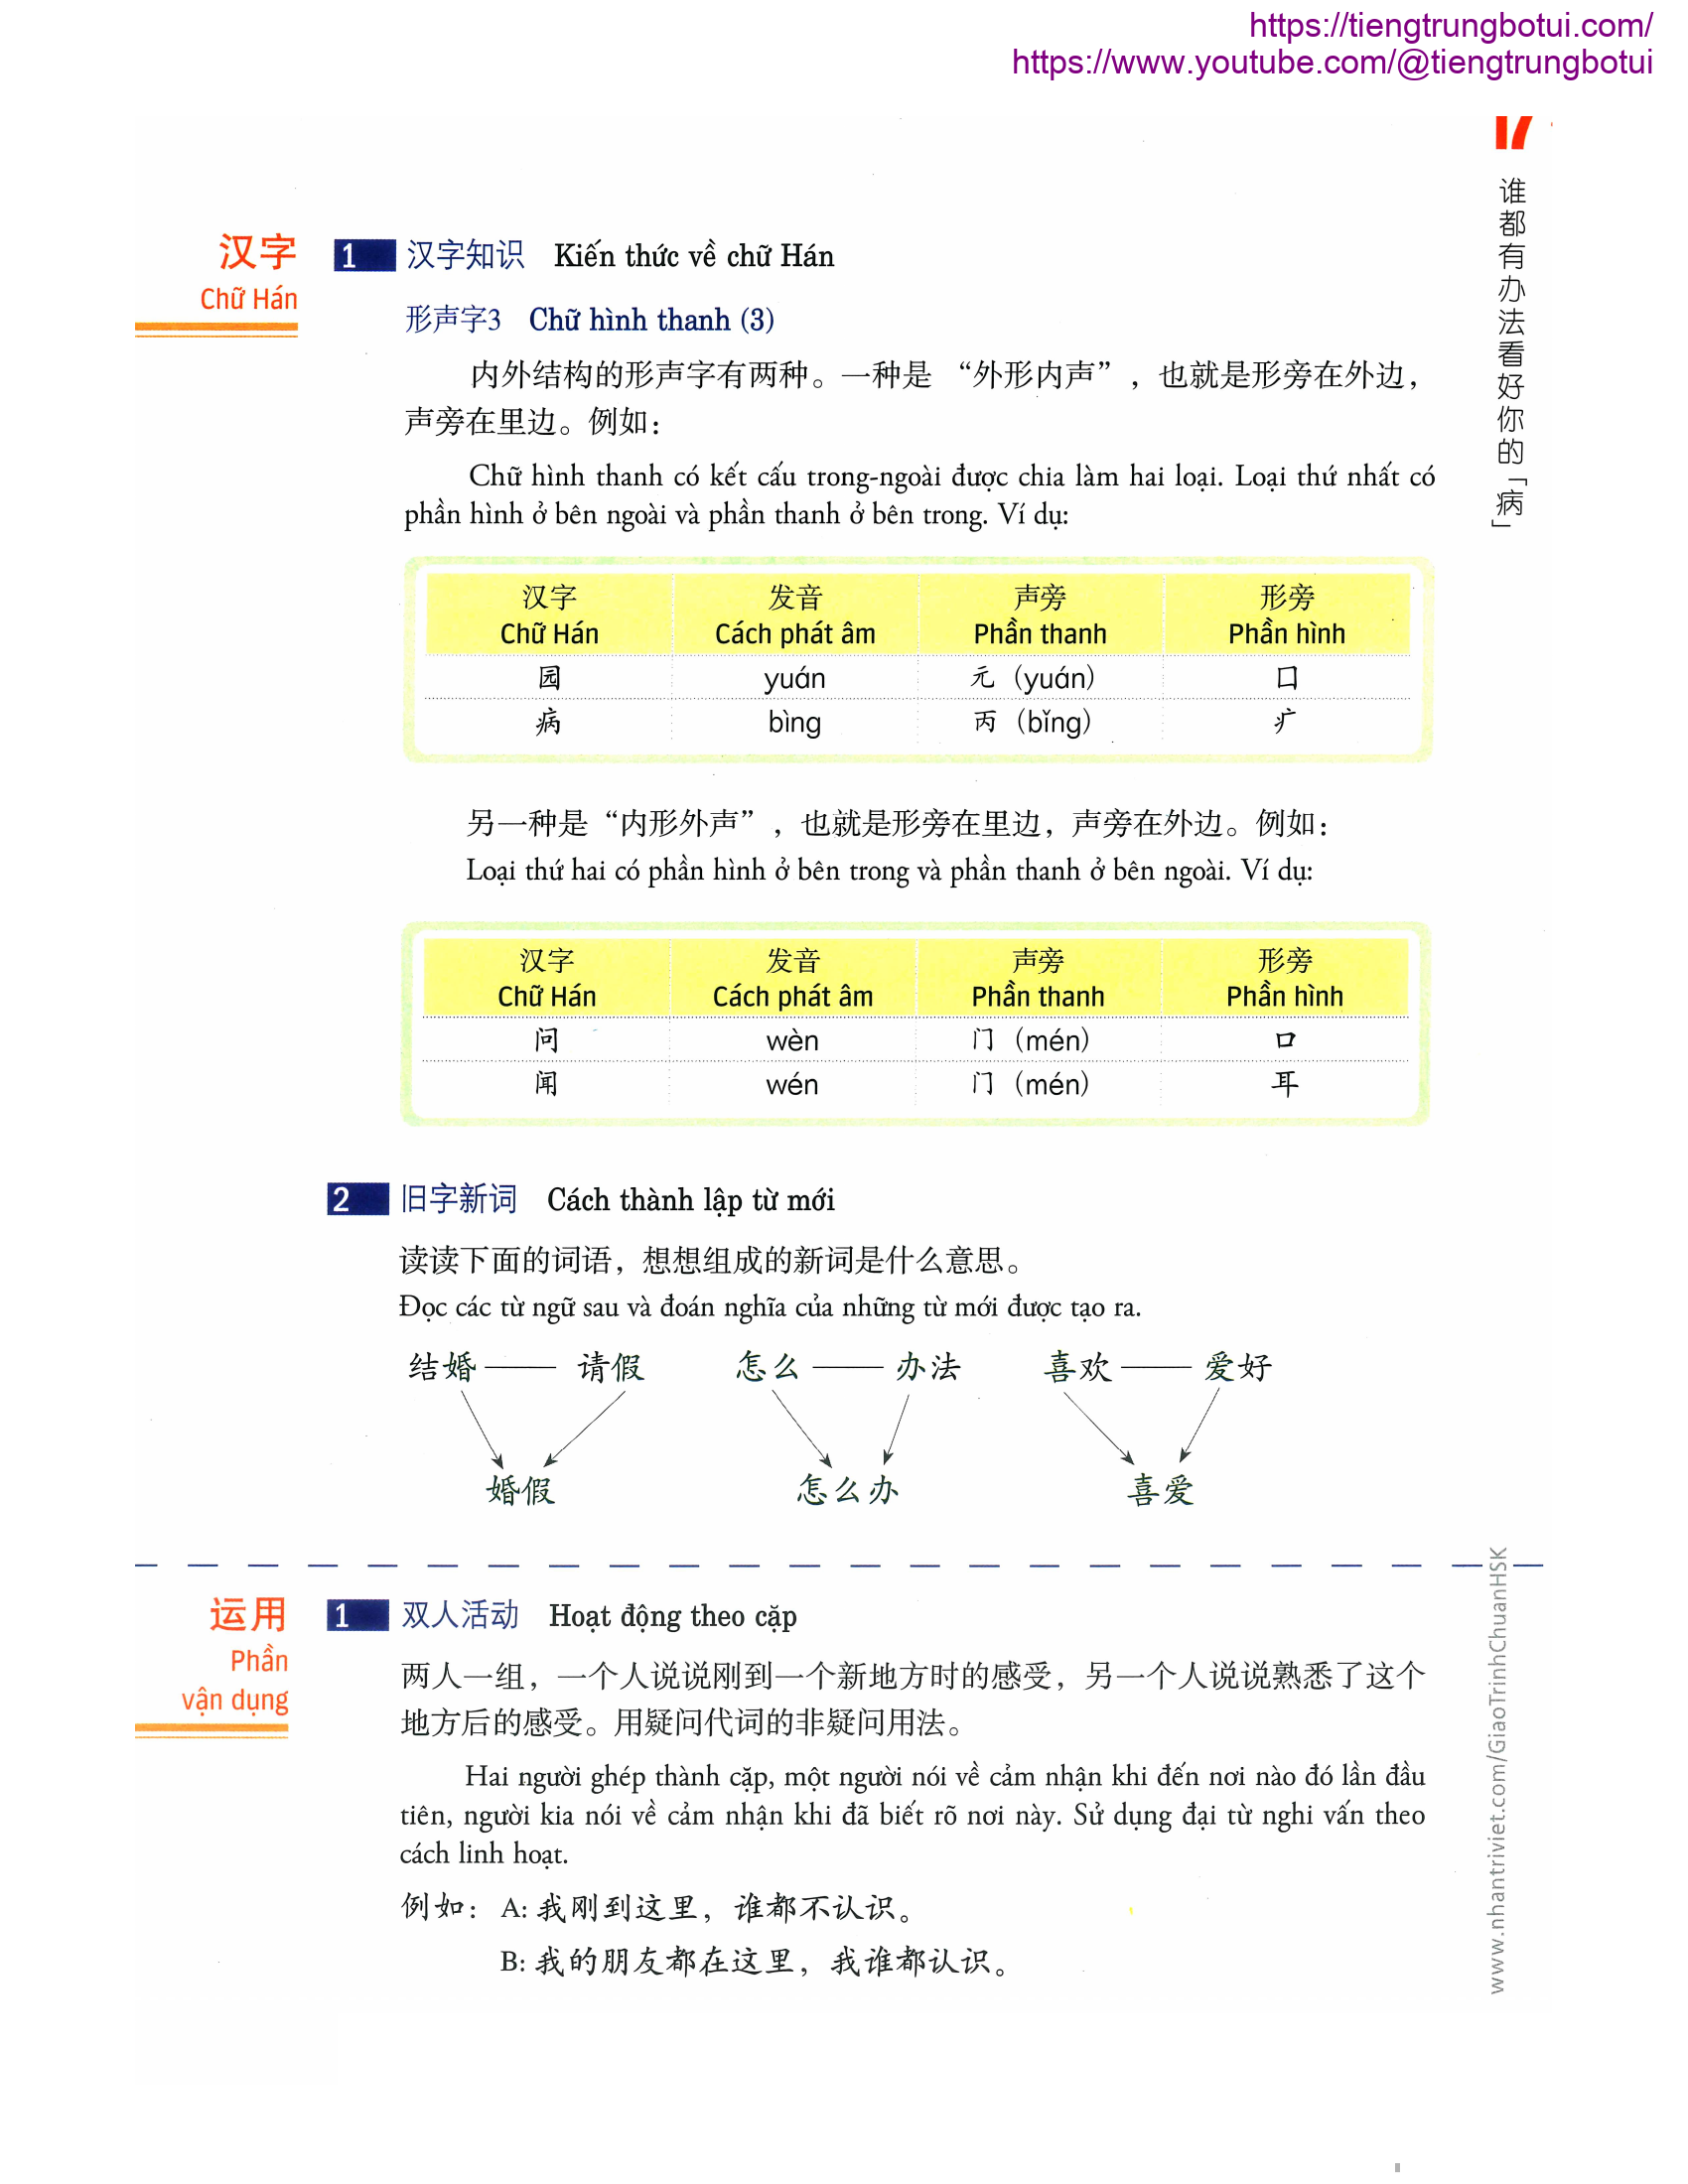 https://tiengtrungbotui.com/
https://www.youtube.com/@tiengtrungbotui
17
谁都有办法看好你的「病」
汉字
Chữ Hán
1 汉字知识 Kiến thức về chữ Hán
形声字3 Chữ hình thanh (3)
内外结构的形声字有两种。一种是“外形内声”，也就是形旁在外边，
声旁在里边。例如：
Chữ hình thanh có kết cấu trong-ngoài được chia làm hai loại. Loại thứ nhất có
phần hình ở bên ngoài và phần thanh ở bên trong. Ví dụ:
汉字 发音 声旁 形旁
Chữ Hán Cách phát âm Phần thanh Phần hình
园 yuán 元（yuán） 囗
病 bìng 丙（bǐng） 疒
另一种是“内形外声”，也就是形旁在里边，声旁在外边。例如：
Loại thứ hai có phần hình ở bên trong và phần thanh ở bên ngoài. Ví dụ:
汉字 发音 声旁 形旁
Chữ Hán Cách phát âm Phần thanh Phần hình
问 wèn 门（mén） 口
闻 wén 门（mén） 耳
2 旧字新词 Cách thành lập từ mới
读读下面的词语，想想组成的新词是什么意思。
Đọc các từ ngữ sau và đoán nghĩa của những từ mới được tạo ra.
结婚 请假 怎么 办法 喜欢 爱好
婚假 怎么办 喜爱
运用
Phần
vận dụng
1 双人活动 Hoạt động theo cặp
两人一组，一个人说说刚到一个新地方时的感受，另一个人说说熟悉了这个
地方后的感受。用疑问代词的非疑问用法。
Hai người ghép thành cặp, một người nói về cảm nhận khi đến nơi nào đó lần đầu
tiên, người kia nói về cảm nhận khi đã biết rõ nơi này. Sử dụng đại từ nghi vấn theo
cách linh hoạt.
例如：A: 我刚到这里，谁都不认识。
B: 我的朋友都在这里，我谁都认识。
www.nhantriviet.com/GiaoTrinhChuanHSK